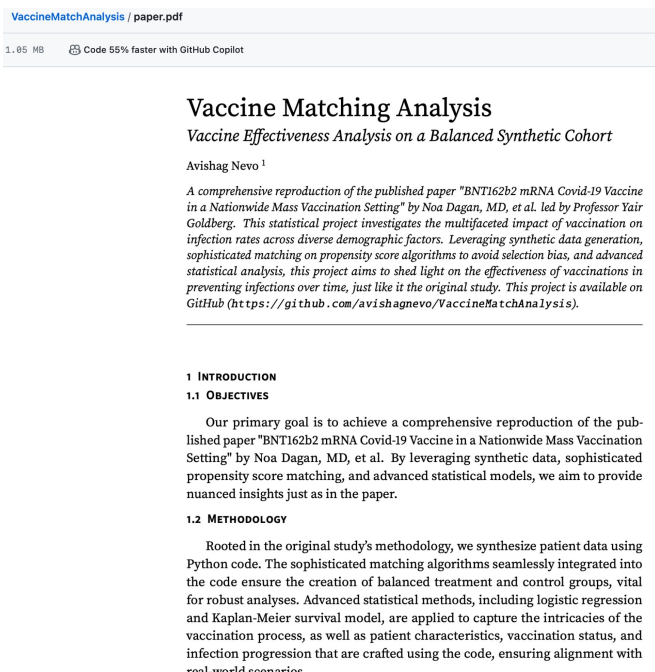 VaccineMatchAnalysis / paper.pdf
1.05 MB Code 55% faster with GitHub Copilot
Vaccine Matching Analysis
Vaccine Effectiveness Analysis on a Balanced Synthetic Cohort
Avishag Nevo 1
A comprehensive reproduction of the published paper "BNT162b2 mRNA Covid-19 Vaccine
in a Nationwide Mass Vaccination Setting" by Noa Dagan, MD, et al. led by Professor Yair
Goldberg. This statistical project investigates the multifaceted impact of vaccination on
infection rates across diverse demographic factors. Leveraging synthetic data generation,
sophisticated matching on propensity score algorithms to avoid selection bias, and advanced
statistical analysis, this project aims to shed light on the effectiveness of vaccinations in
preventing infections over time, just like it the original study. This project is available on
GitHub (https://github.com/avishagnevo/VaccineMatchAnalysis).
1 INTRODUCTION
1.1 OBJECTIVES
Our primary goal is to achieve a comprehensive reproduction of the pub-
lished paper "BNT162b2 mRNA Covid-19 Vaccine in a Nationwide Mass Vaccination
Setting" by Noa Dagan, MD, et al. By leveraging synthetic data, sophisticated
propensity score matching, and advanced statistical models, we aim to provide
nuanced insights just as in the paper.
1.2 METHODOLOGY
Rooted in the original study's methodology, we synthesize patient data using
Python code. The sophisticated matching algorithms seamlessly integrated into
the code ensure the creation of balanced treatment and control groups, vital
for robust analyses. Advanced statistical methods, including logistic regression
and Kaplan-Meier survival model, are applied to capture the intricacies of the
vaccination process, as well as patient characteristics, vaccination status, and
infection progression that are crafted using the code, ensuring alignment with
real-world scenarios.